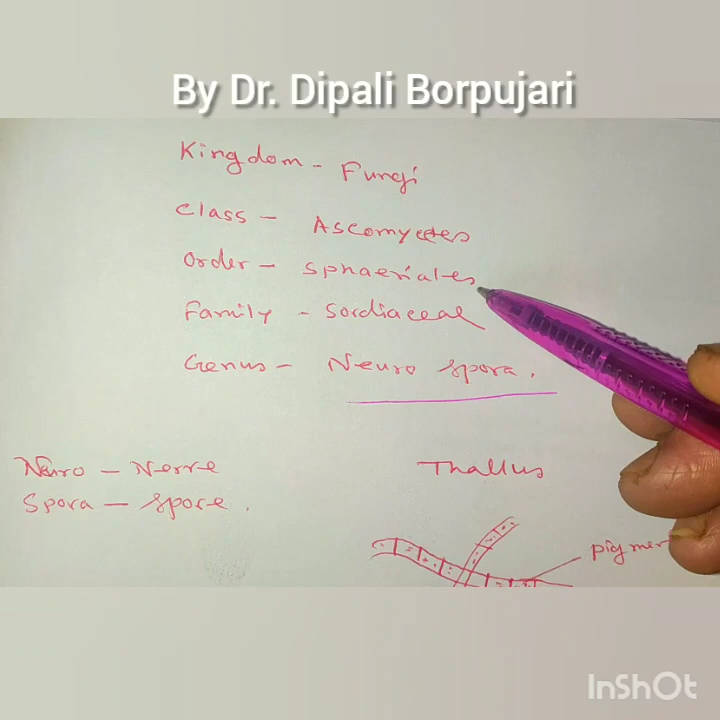 By Dr. Dipali Borpujari
Kingdom - Fungi
Class - Ascomycetes
Order - Sphaeriales
Family - Sordiaceae
Genus - Neuro spora.
Neuro - Nerve
Spora - Spore.
Thallus
pigmen
InShOt